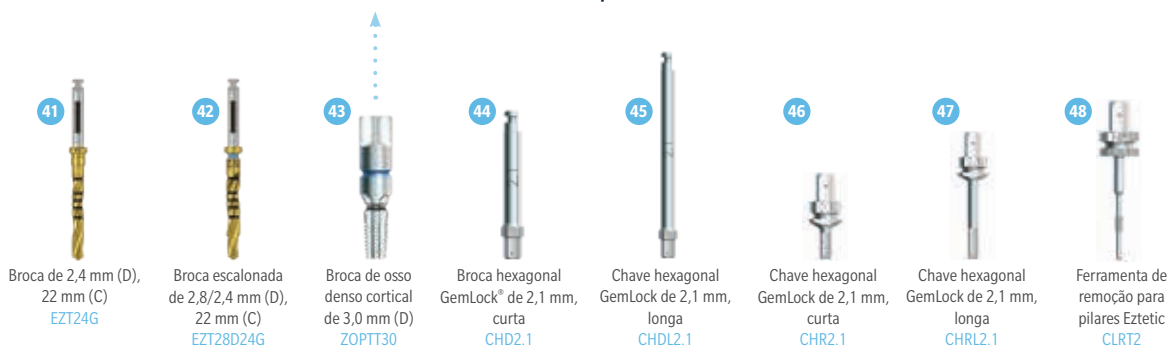 41
42
43
44
45
46
47
48
Broca de 2,4 mm (D),
22 mm (C)
EZT24G
Broca escalonada
de 2,8/2,4 mm (D),
22 mm (C)
EZT28D24G
Broca de osso
denso cortical
de 3,0 mm (D)
ZOPTT30
Broca hexagonal
GemLock® de 2,1 mm,
curta
CHD2.1
Chave hexagonal
GemLock de 2,1 mm,
longa
CHDL2.1
Chave hexagonal
GemLock de 2,1 mm,
curta
CHR2.1
Chave hexagonal
GemLock de 2,1 mm,
longa
CHRL2.1
Ferramenta de
remoção para
pilares Eztetic
CLRT2